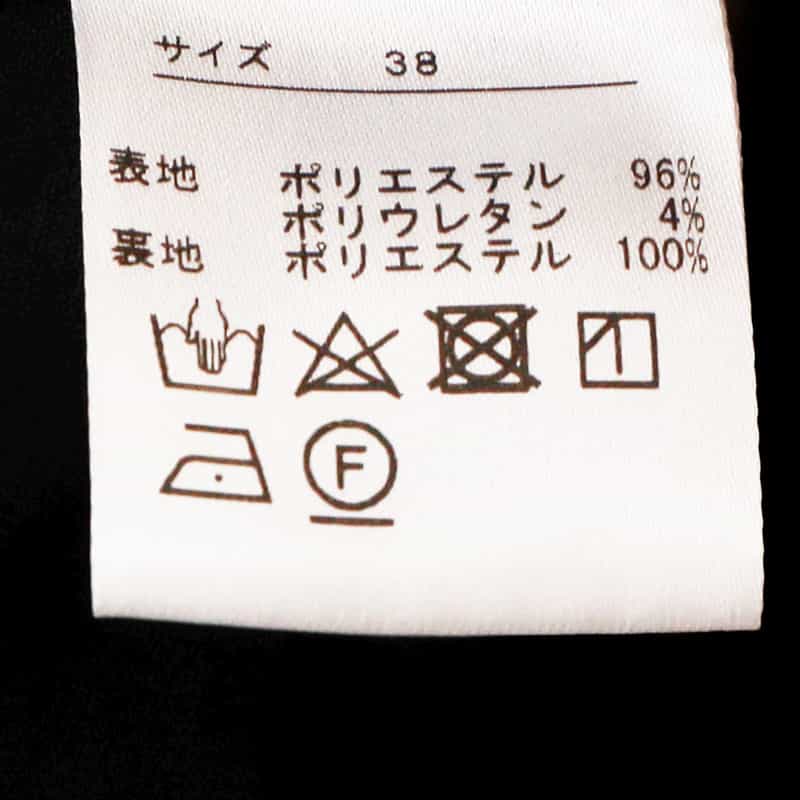 サイズ 38
表地 ポリエステル 96%
ポリウレタン 4%
裏地 ポリエステル 100%
F